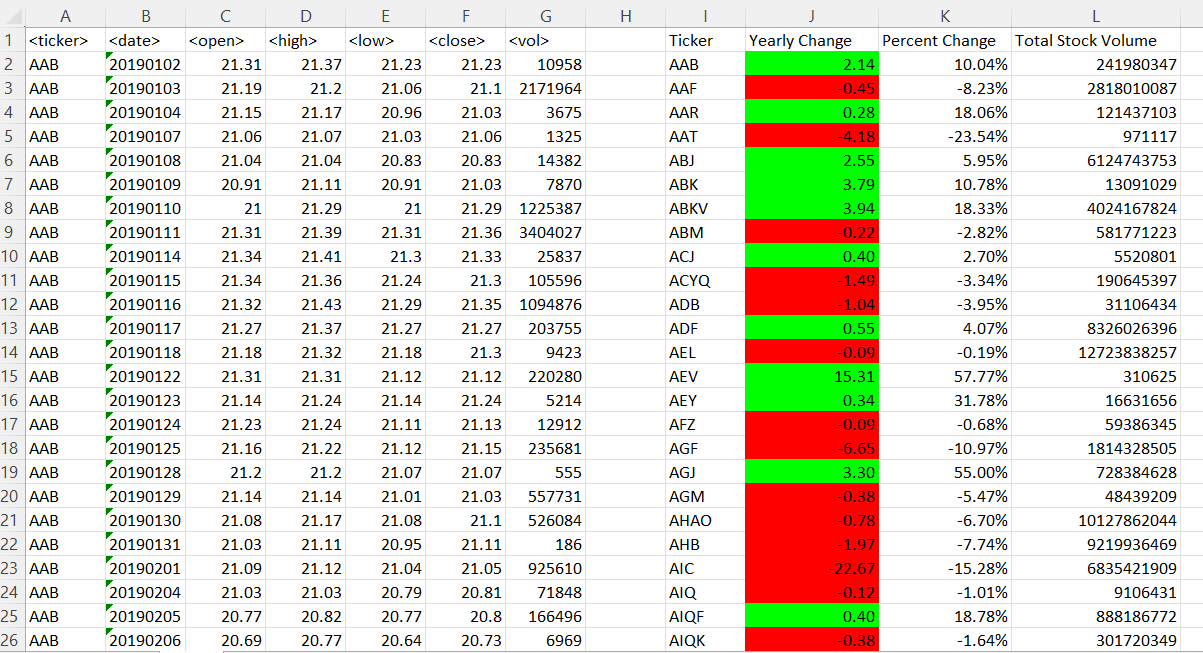 A B C D E F G H I J K L
1 <ticker> <date> <open> <high> <low> <close> <vol> Ticker Yearly Change Percent Change Total Stock Volume
2 AAB 20190102 21.31 21.37 21.23 21.23 10958 AAB 2.14 10.04% 241980347
3 AAB 20190103 21.19 21.2 21.06 21.1 2171964 AAF -0.45 -8.23% 2818010087
4 AAB 20190104 21.15 21.17 20.96 21.03 3675 AAR 0.28 18.06% 121437103
5 AAB 20190107 21.06 21.07 21.03 21.06 1325 AAT -4.18 -23.54% 971117
6 AAB 20190108 21.04 21.04 20.83 20.83 14382 ABJ 2.55 5.95% 6124743753
7 AAB 20190109 20.91 21.11 20.91 21.03 7870 ABK 3.79 10.78% 13091029
8 AAB 20190110 21 21.29 21 21.29 1225387 ABKV 3.94 18.33% 4024167824
9 AAB 20190111 21.31 21.39 21.31 21.36 3404027 ABM -0.22 -2.82% 581771223
10 AAB 20190114 21.34 21.41 21.3 21.33 25837 ACJ 0.40 2.70% 5520801
11 AAB 20190115 21.34 21.36 21.24 21.3 105596 ACYQ -1.49 -3.34% 190645397
12 AAB 20190116 21.32 21.43 21.29 21.35 1094876 ADB -1.04 -3.95% 31106434
13 AAB 20190117 21.27 21.37 21.27 21.27 203755 ADF 0.55 4.07% 8326026396
14 AAB 20190118 21.18 21.32 21.18 21.3 9423 AEL -0.09 -0.19% 12723838257
15 AAB 20190122 21.31 21.31 21.12 21.12 220280 AEV 15.31 57.77% 310625
16 AAB 20190123 21.14 21.24 21.14 21.24 5214 AEY 0.34 31.78% 16631656
17 AAB 20190124 21.23 21.24 21.11 21.13 12912 AFZ -0.09 -0.68% 59386345
18 AAB 20190125 21.16 21.22 21.12 21.15 235681 AGF -6.65 -10.97% 1814328505
19 AAB 20190128 21.2 21.2 21.07 21.07 555 AGJ 3.30 55.00% 728384628
20 AAB 20190129 21.14 21.14 21.01 21.03 557731 AGM -0.38 -5.47% 48439209
21 AAB 20190130 21.08 21.17 21.08 21.1 526084 AHAO -0.78 -6.70% 10127862044
22 AAB 20190131 21.03 21.11 20.95 21.11 186 AHB -1.97 -7.74% 9219936469
23 AAB 20190201 21.09 21.12 21.04 21.05 925610 AIC -22.67 -15.28% 6835421909
24 AAB 20190204 21.03 21.03 20.79 20.81 71848 AIQ -0.12 -1.01% 9106431
25 AAB 20190205 20.77 20.82 20.77 20.8 166496 AIQF 0.40 18.78% 888186772
26 AAB 20190206 20.69 20.77 20.64 20.73 6969 AIQK -0.38 -1.64% 301720349